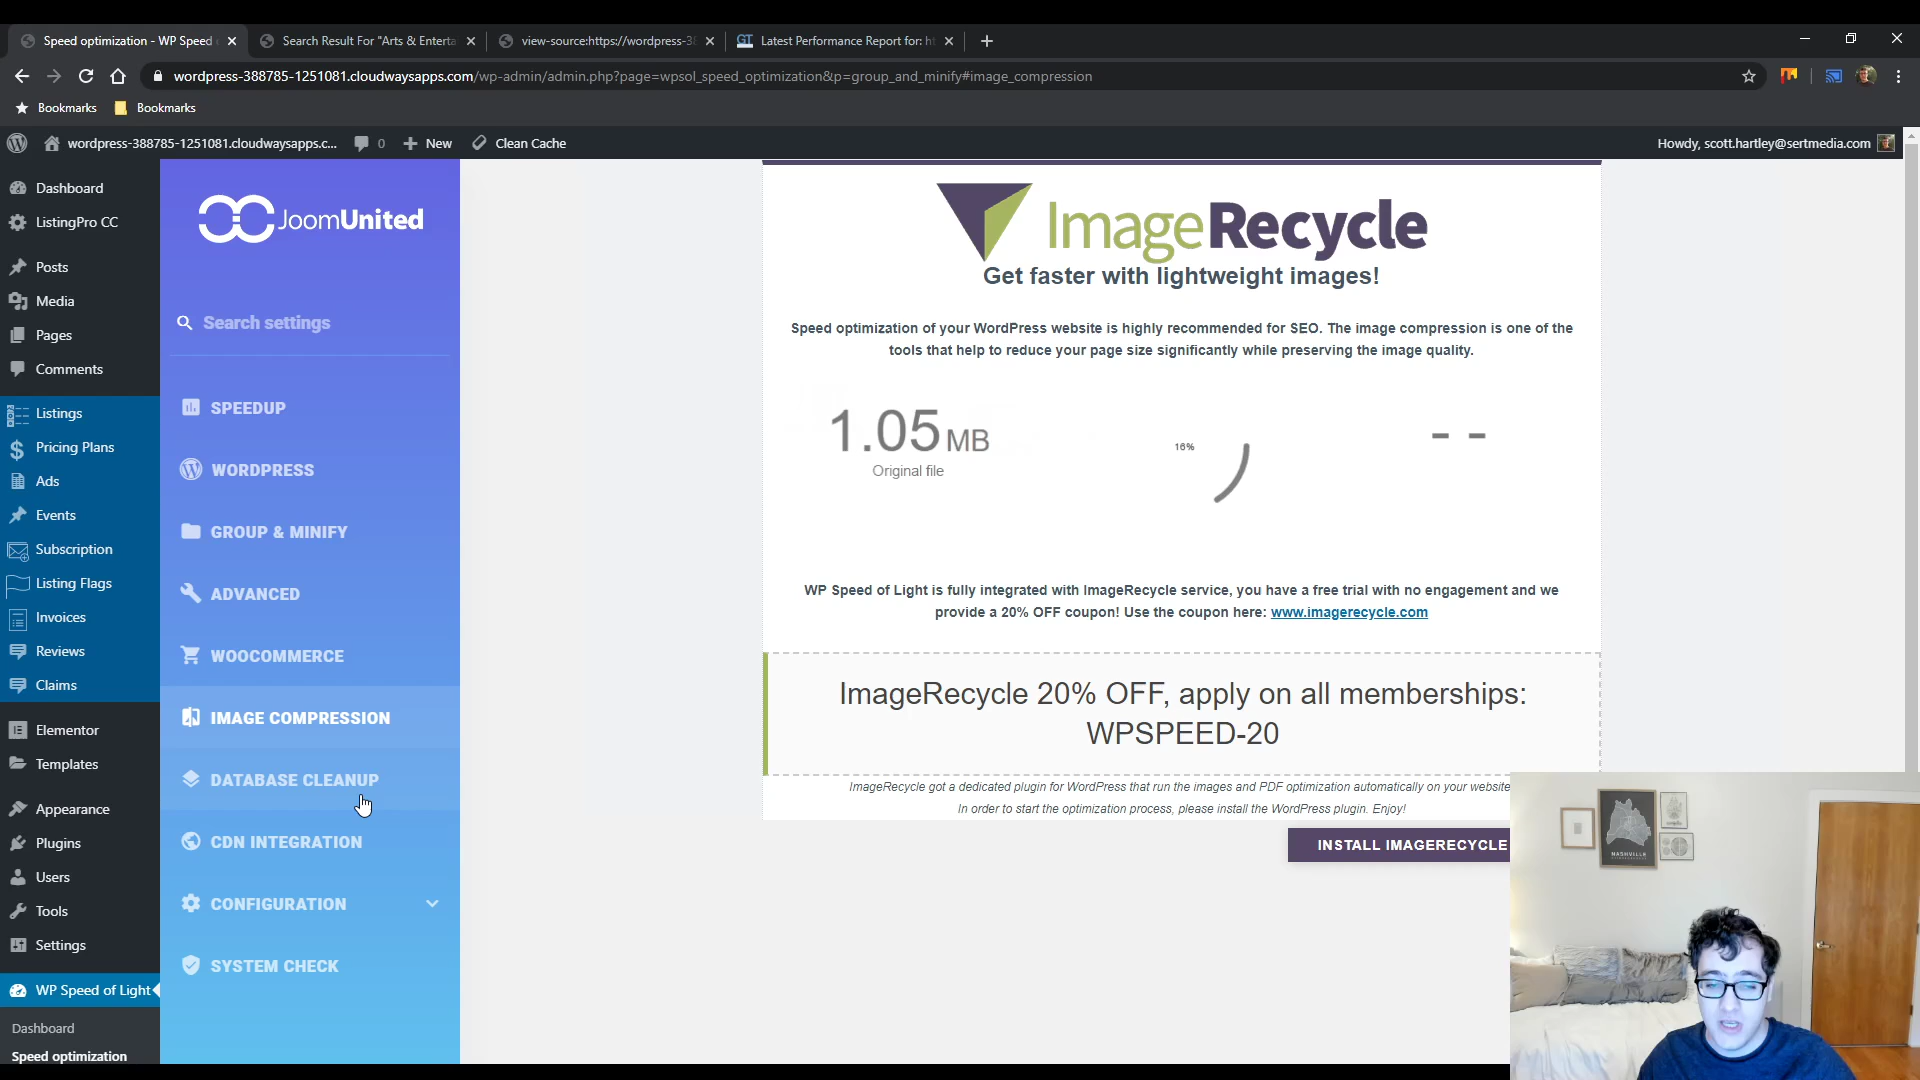 Speed optimization - WP Speed
Search Result For "Arts & Enterta
view-source:https://wordpress-38
GT
Latest Performance Report for: ht
wordpress-388785-1251081.cloudwaysapps.com/wp-admin/admin.php?page=wpsol_speed_optimization&p=group_and_minify#image_compression
Bookmarks
Bookmarks
wordpress-388785-1251081.cloudwaysapps.c...
0
New
Clean Cache
Howdy, scott.hartley@sertmedia.com
Dashboard
ListingPro CC
Posts
Media
Pages
Comments
Listings
Pricing Plans
Ads
Events
Subscription
Listing Flags
Invoices
Reviews
Claims
Elementor
Templates
Appearance
Plugins
Users
Tools
Settings
WP Speed of Light
Dashboard
Speed optimization
JoomUnited
Search settings
SPEEDUP
WORDPRESS
GROUP & MINIFY
ADVANCED
WOOCOMMERCE
IMAGE COMPRESSION
DATABASE CLEANUP
CDN INTEGRATION
CONFIGURATION
SYSTEM CHECK
ImageRecycle
Get faster with lightweight images!
Speed optimization of your WordPress website is highly recommended for SEO. The image compression is one of the
tools that help to reduce your page size significantly while preserving the image quality.
1.05 MB
Original file
16%
- -
WP Speed of Light is fully integrated with ImageRecycle service, you have a free trial with no engagement and we
provide a 20% OFF coupon! Use the coupon here: www.imagerecycle.com
ImageRecycle 20% OFF, apply on all memberships:
WPSPEED-20
ImageRecycle got a dedicated plugin for WordPress that run the images and PDF optimization automatically on your website
In order to start the optimization process, please install the WordPress plugin. Enjoy!
INSTALL IMAGERECYCLE
NASHVILLE